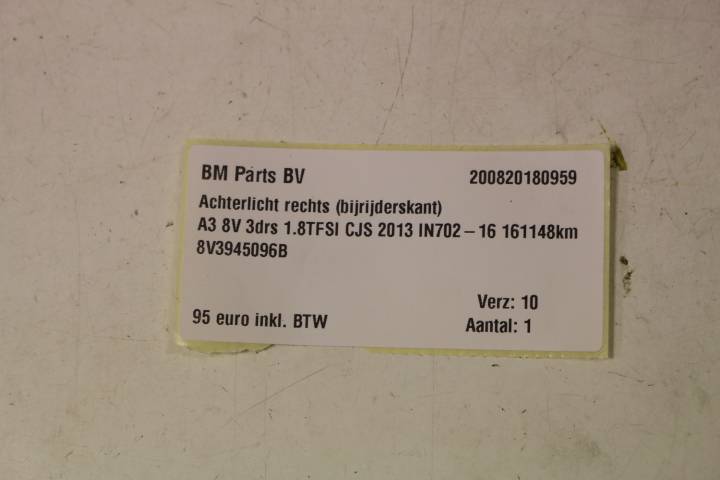 BM Parts BV 200820180959
Achterlicht rechts (bijrijderskant)
A3 8V 3drs 1.8TFSI CJS 2013 IN702-16 161148km
8V3945096B
Verz: 10
95 euro inkl. BTW Aantal: 1